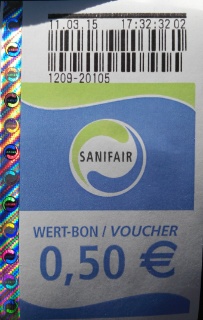 11.03.15 17:32:32 02
1209-20105
SANIFAIR
WERT-BON / VOUCHER
0,50 €